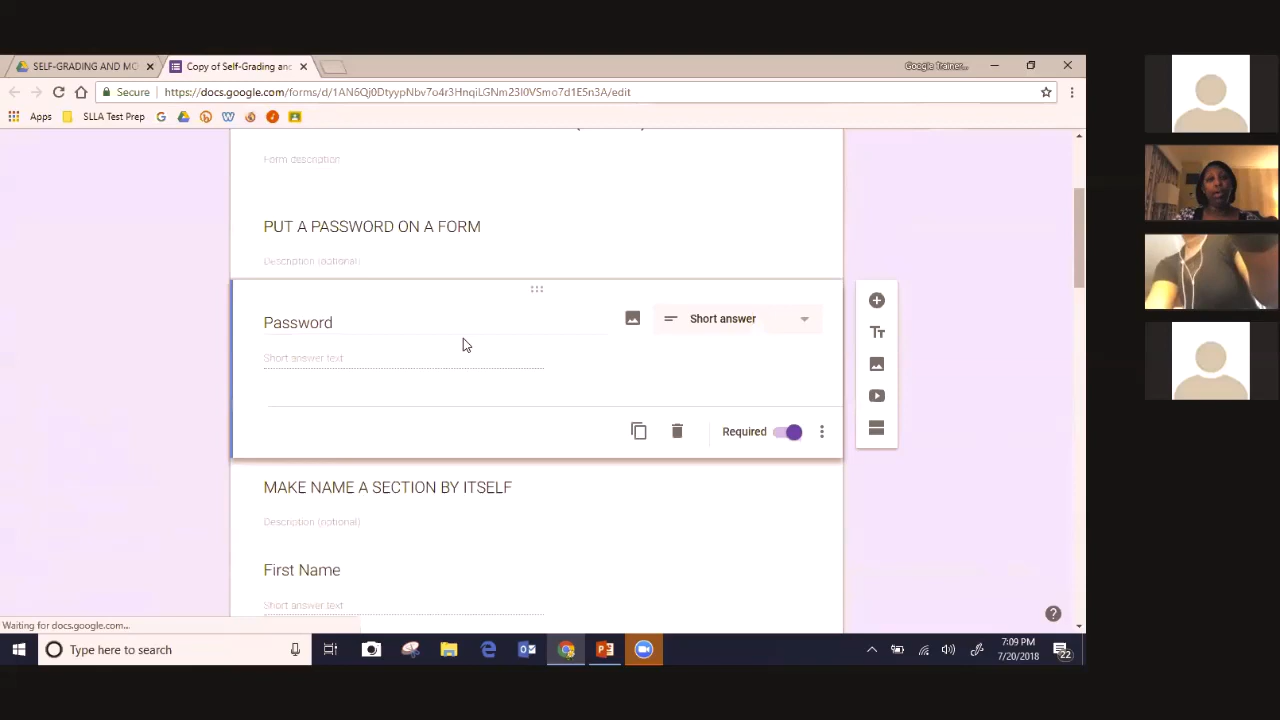 SELF-GRADING AND MO
Copy of Self-Grading and
Google Trainer...
Secure
https://docs.google.com/forms/d/1AN6Qj0DtyypNbv7o4r3HnqiLGNm23I0VSmo7d1E5n3A/edit
Apps
SLLA Test Prep
Form description
PUT A PASSWORD ON A FORM
Description (optional)
Password
Short answer
Short answer text
Required
MAKE NAME A SECTION BY ITSELF
Description (optional)
First Name
Short answer text
Waiting for docs.google.com...
Type here to search
7:09 PM
7/20/2018
22